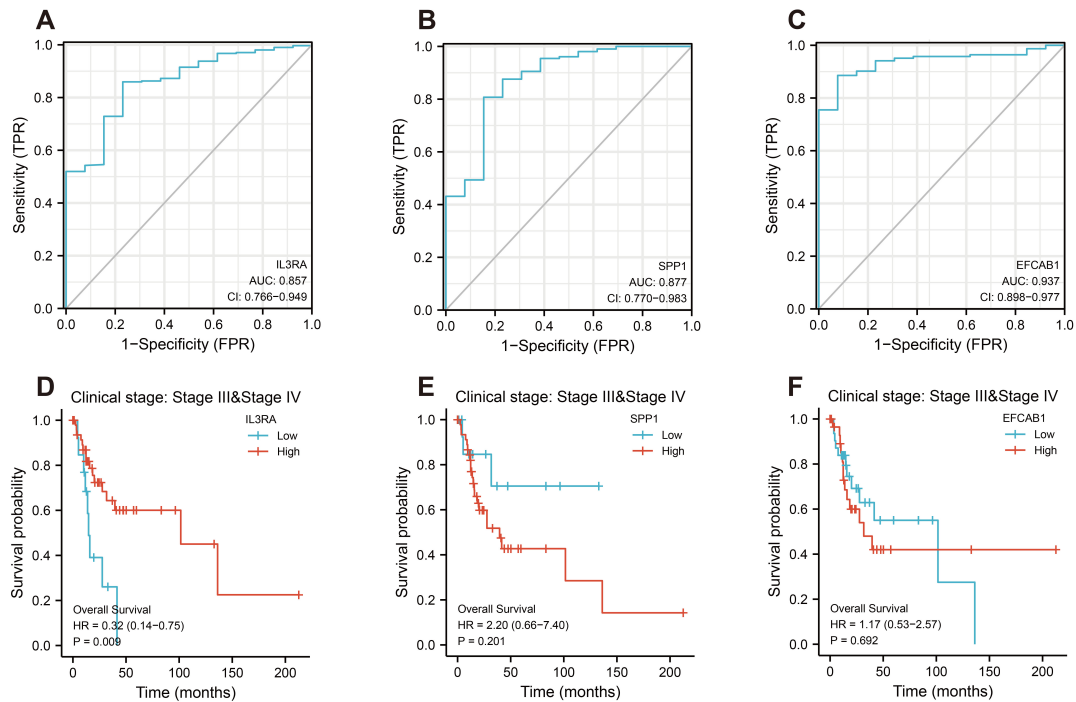 A
1.0
0.8
0.6
0.4
0.2
0.0
Sensitivity (TPR)
IL3RA
AUC: 0.857
CI: 0.766−0.949
0.0 0.2 0.4 0.6 0.8 1.0
1−Specificity (FPR)
B
1.0
0.8
0.6
0.4
0.2
0.0
Sensitivity (TPR)
SPP1
AUC: 0.877
CI: 0.770−0.983
0.0 0.2 0.4 0.6 0.8 1.0
1−Specificity (FPR)
C
1.0
0.8
0.6
0.4
0.2
0.0
Sensitivity (TPR)
EFCAB1
AUC: 0.937
CI: 0.898−0.977
0.0 0.2 0.4 0.6 0.8 1.0
1−Specificity (FPR)
D
Clinical stage: Stage III&Stage IV
IL3RA
Low
High
1.0
0.8
0.6
0.4
0.2
0.0
Survival probability
Overall Survival
HR = 0.32 (0.14−0.75)
P = 0.009
0 50 100 150 200
Time (months)
E
Clinical stage: Stage III&Stage IV
SPP1
Low
High
1.0
0.8
0.6
0.4
0.2
0.0
Survival probability
Overall Survival
HR = 2.20 (0.66−7.40)
P = 0.201
0 50 100 150 200
Time (months)
F
Clinical stage: Stage III&Stage IV
EFCAB1
Low
High
1.0
0.8
0.6
0.4
0.2
0.0
Survival probability
Overall Survival
HR = 1.17 (0.53−2.57)
P = 0.692
0 50 100 150 200
Time (months)